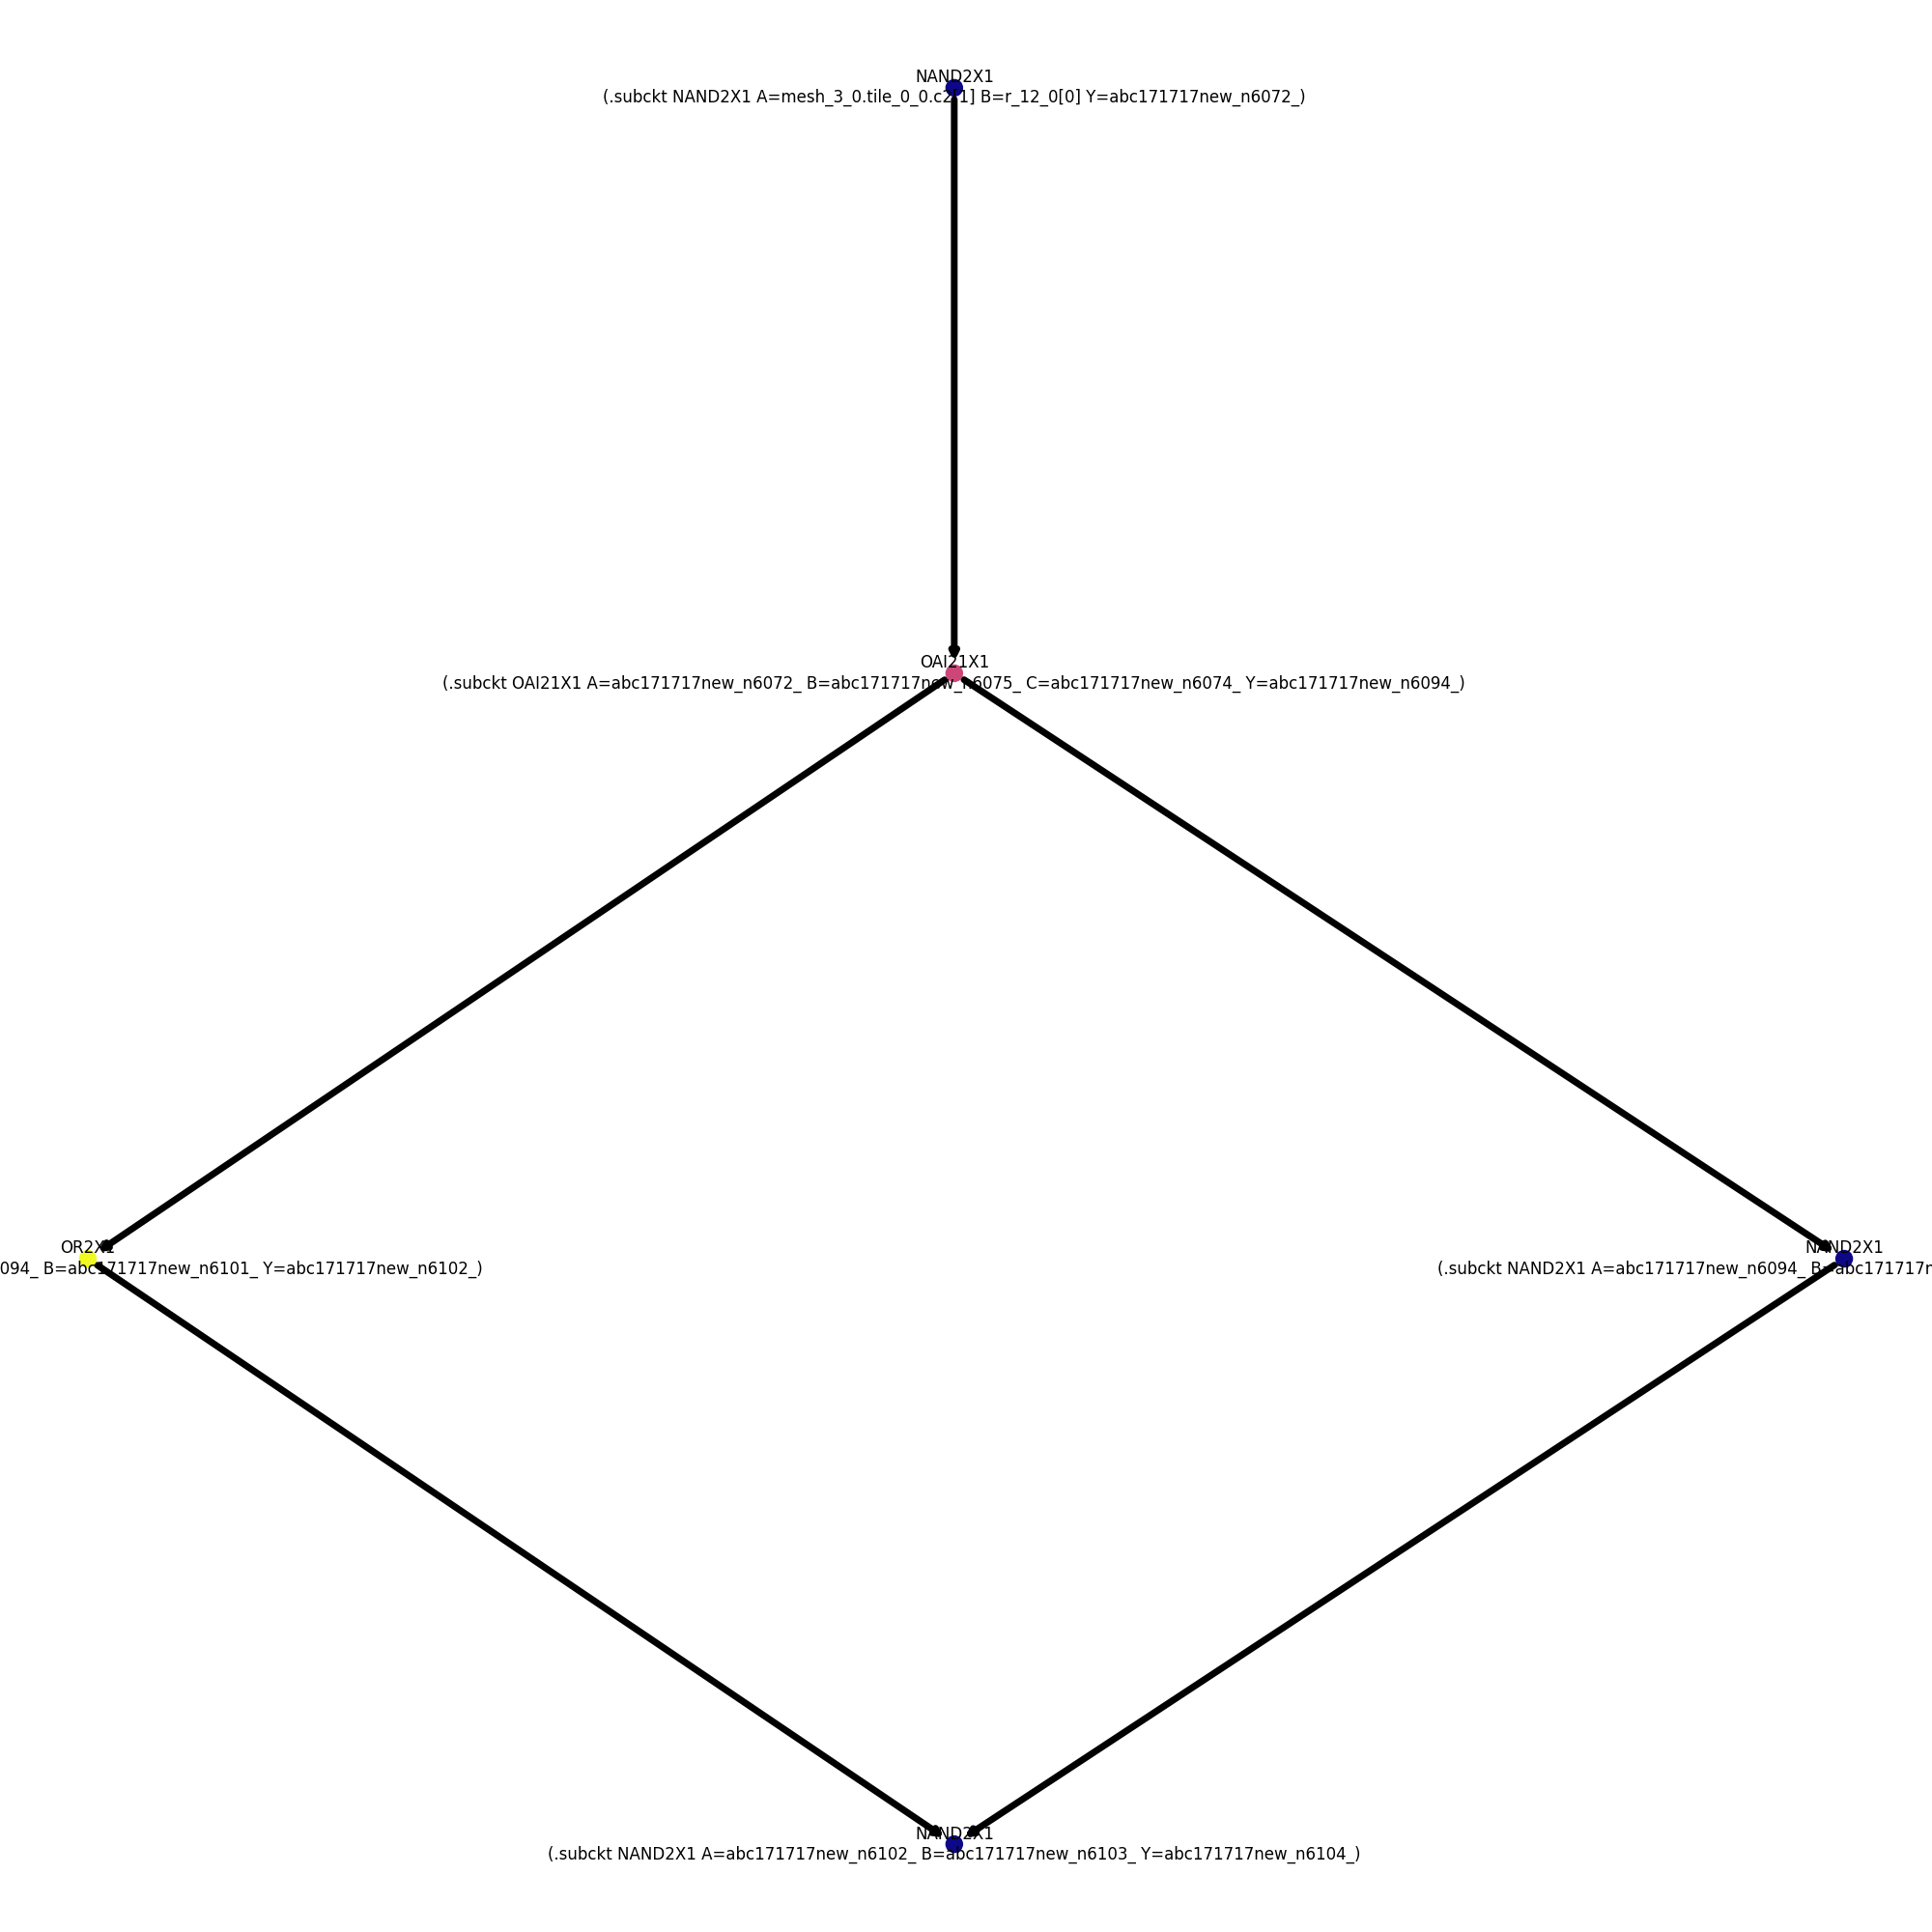 NAND2X1
(.subckt NAND2X1 A=mesh_3_0.tile_0_0.c2[1] B=r_12_0[0] Y=abc171717new_n6072_)
OAI21X1
(.subckt OAI21X1 A=abc171717new_n6072_ B=abc171717new_n6075_ C=abc171717new_n6074_ Y=abc171717new_n6094_)
OR2X1
094_ B=abc171717new_n6101_ Y=abc171717new_n6102_)
NAND2X1
(.subckt NAND2X1 A=abc171717new_n6094_ B=abc171717n
NAND2X1
(.subckt NAND2X1 A=abc171717new_n6102_ B=abc171717new_n6103_ Y=abc171717new_n6104_)